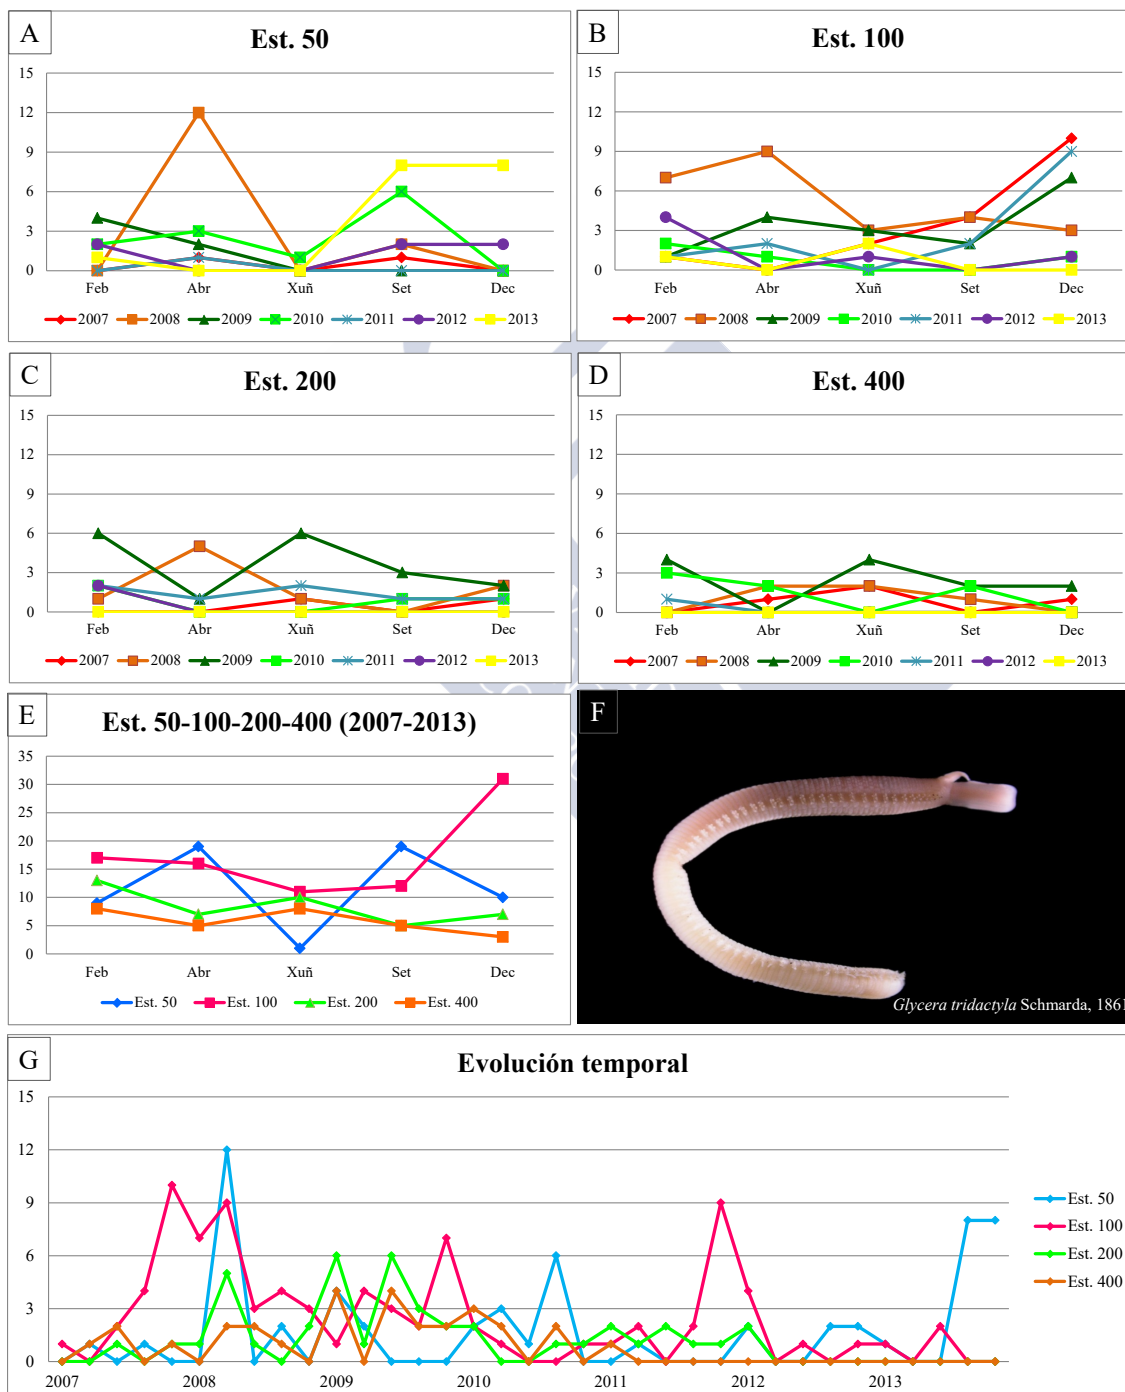 A
Est. 50
15
12
9
6
3
0
Feb Abr Xuñ Set Dec
2007 2008 2009 2010 2011 2012 2013
B
Est. 100
15
12
9
6
3
0
Feb Abr Xuñ Set Dec
2007 2008 2009 2010 2011 2012 2013
C
Est. 200
15
12
9
6
3
0
Feb Abr Xuñ Set Dec
2007 2008 2009 2010 2011 2012 2013
D
Est. 400
15
12
9
6
3
0
Feb Abr Xuñ Set Dec
2007 2008 2009 2010 2011 2012 2013
E
Est. 50-100-200-400 (2007-2013)
35
30
25
20
15
10
5
0
Feb Abr Xuñ Set Dec
Est. 50 Est. 100 Est. 200 Est. 400
F
Glycera tridactyla Schmarda, 1861
G
Evolución temporal
15
12
9
6
3
0
2007 2008 2009 2010 2011 2012 2013
Est. 50
Est. 100
Est. 200
Est. 400